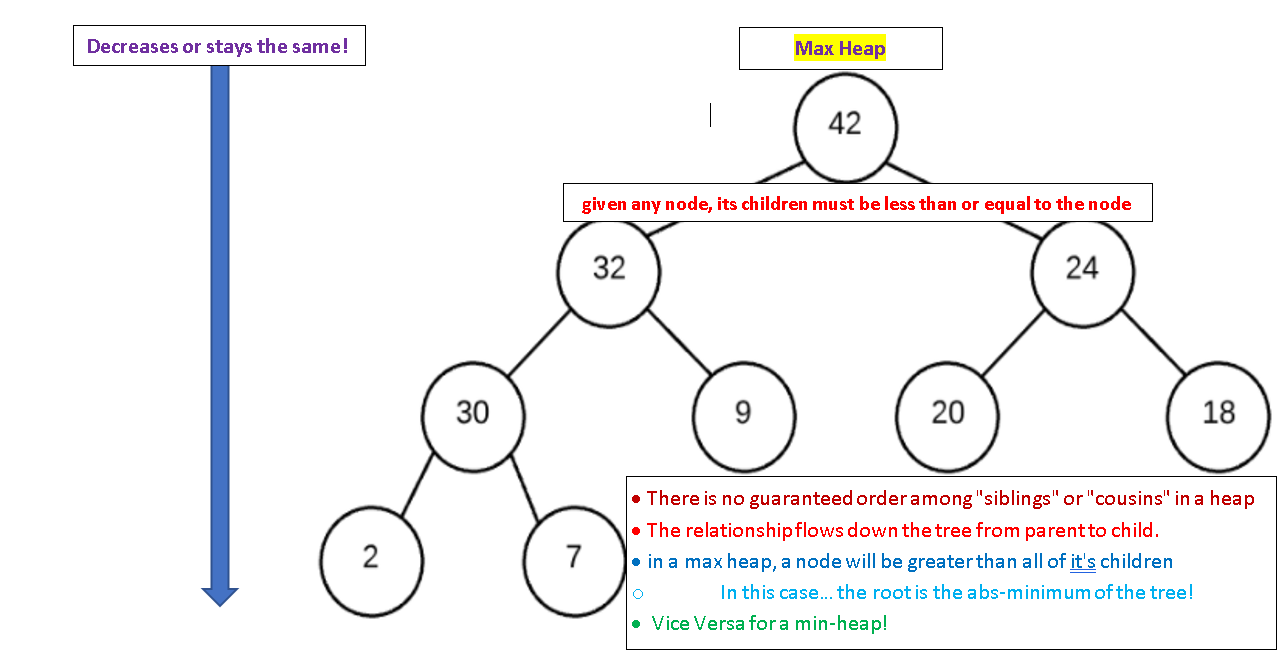 Decreases or stays the same!
Max Heap
42
given any node, its children must be less than or equal to the node
32
24
30
9
20
18
2
7
• There is no guaranteed order among "siblings" or "cousins" in a heap
• The relationship flows down the tree from parent to child.
• in a max heap, a node will be greater than all of it's children
○ In this case... the root is the abs-minimum of the tree!
• Vice Versa for a min-heap!